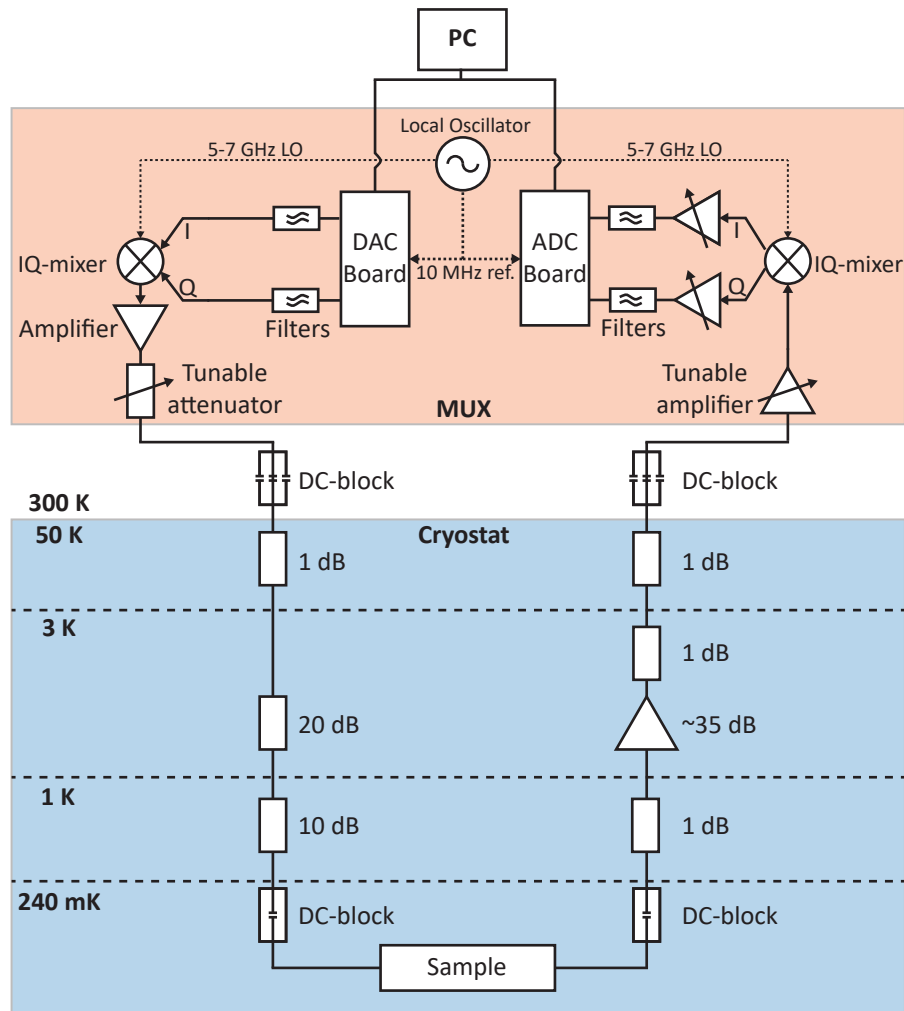 PC
Local Oscillator
5-7 GHz LO
5-7 GHz LO
I
DAC
Board
10 MHz ref.
ADC
Board
I
IQ-mixer
Q
Q
IQ-mixer
Amplifier
Filters
Filters
Tunable
attenuator
Tunable
amplifier
MUX
DC-block
DC-block
300 K
50 K
Cryostat
1 dB
1 dB
3 K
1 dB
20 dB
~35 dB
1 K
10 dB
1 dB
240 mK
DC-block
DC-block
Sample